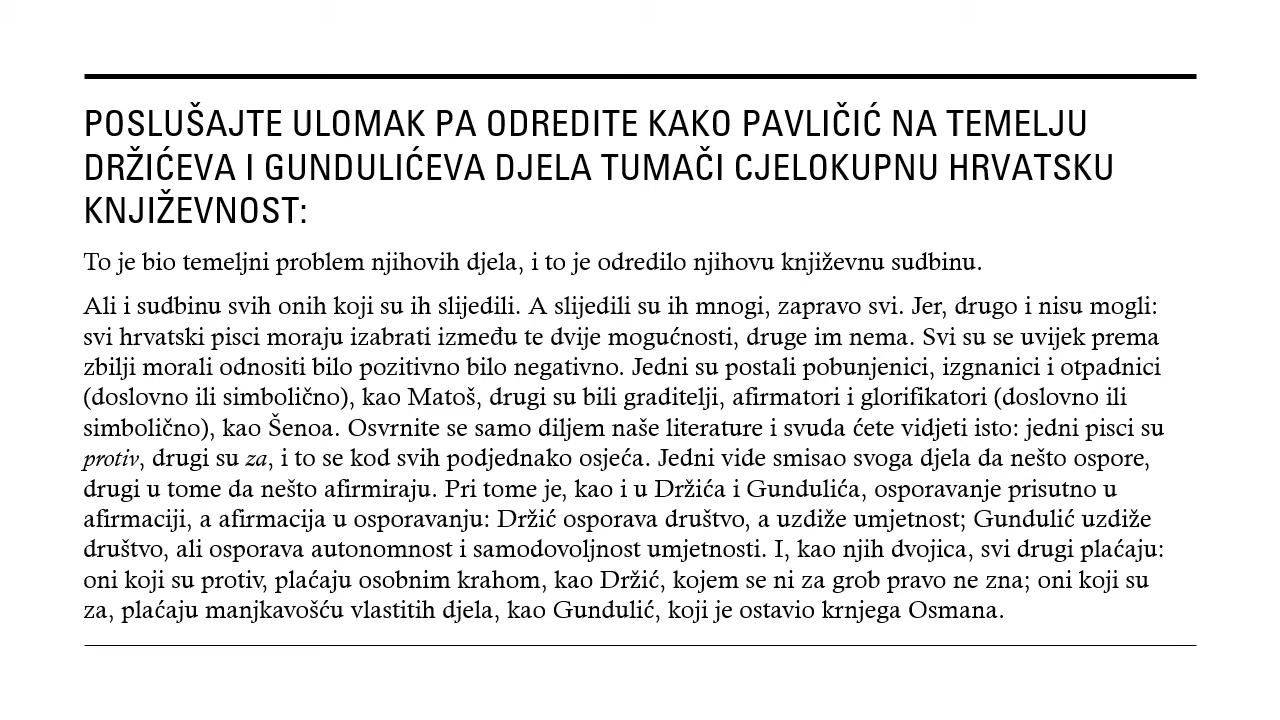 POSLUŠAJTE ULOMAK PA ODREDITE KAKO PAVLIČIĆ NA TEMELJU
DRŽIĆEVA I GUNDULIĆEVA DJELA TUMAČI CJELOKUPNU HRVATSKU
KNJIŽEVNOST:
To je bio temeljni problem njihovih djela, i to je odredilo njihovu književnu sudbinu.
Ali i sudbinu svih onih koji su ih slijedili. A slijedili su ih mnogi, zapravo svi. Jer, drugo i nisu mogli:
svi hrvatski pisci moraju izabrati između te dvije mogućnosti, druge im nema. Svi su se uvijek prema
zbilji morali odnositi bilo pozitivno bilo negativno. Jedni su postali pobunjenici, izgnanici i otpadnici
(doslovno ili simbolično), kao Matoš, drugi su bili graditelji, afirmatori i glorifikatori (doslovno ili
simbolično), kao Šenoa. Osvrnite se samo diljem naše literature i svuda ćete vidjeti isto: jedni pisci su
protiv, drugi su za, i to se kod svih podjednako osjeća. Jedni vide smisao svoga djela da nešto ospore,
drugi u tome da nešto afirmiraju. Pri tome je, kao i u Držića i Gundulića, osporavanje prisutno u
afirmaciji, a afirmacija u osporavanju: Držić osporava društvo, a uzdiže umjetnost; Gundulić uzdiže
društvo, ali osporava autonomnost i samodovoljnost umjetnosti. I, kao njih dvojica, svi drugi plaćaju:
oni koji su protiv, plaćaju osobnim krahom, kao Držić, kojem se ni za grob pravo ne zna; oni koji su
za, plaćaju manjkavošću vlastitih djela, kao Gundulić, koji je ostavio krnjega Osmana.